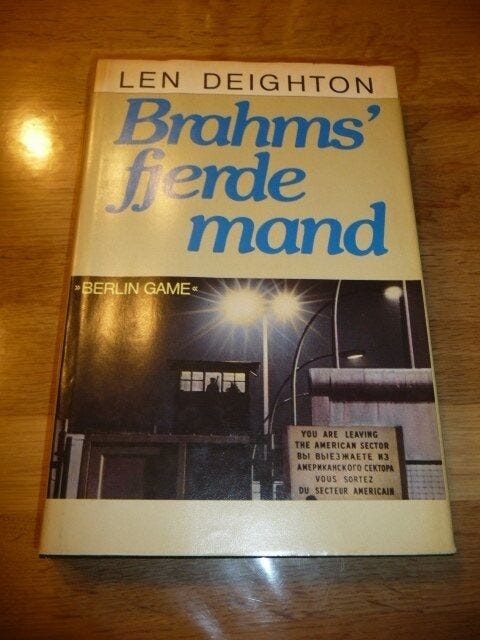 LEN DEIGHTON
Brahms'
fjerde
mand
»BERLIN GAME«
YOU ARE LEAVING
THE AMERICAN SECTOR
ВЫ ВЫЕЗЖАЕТЕ ИЗ
АМЕРИКАНСКОГО СЕКТОРА
VOUS SORTEZ
DU SECTEUR AMERICAIN